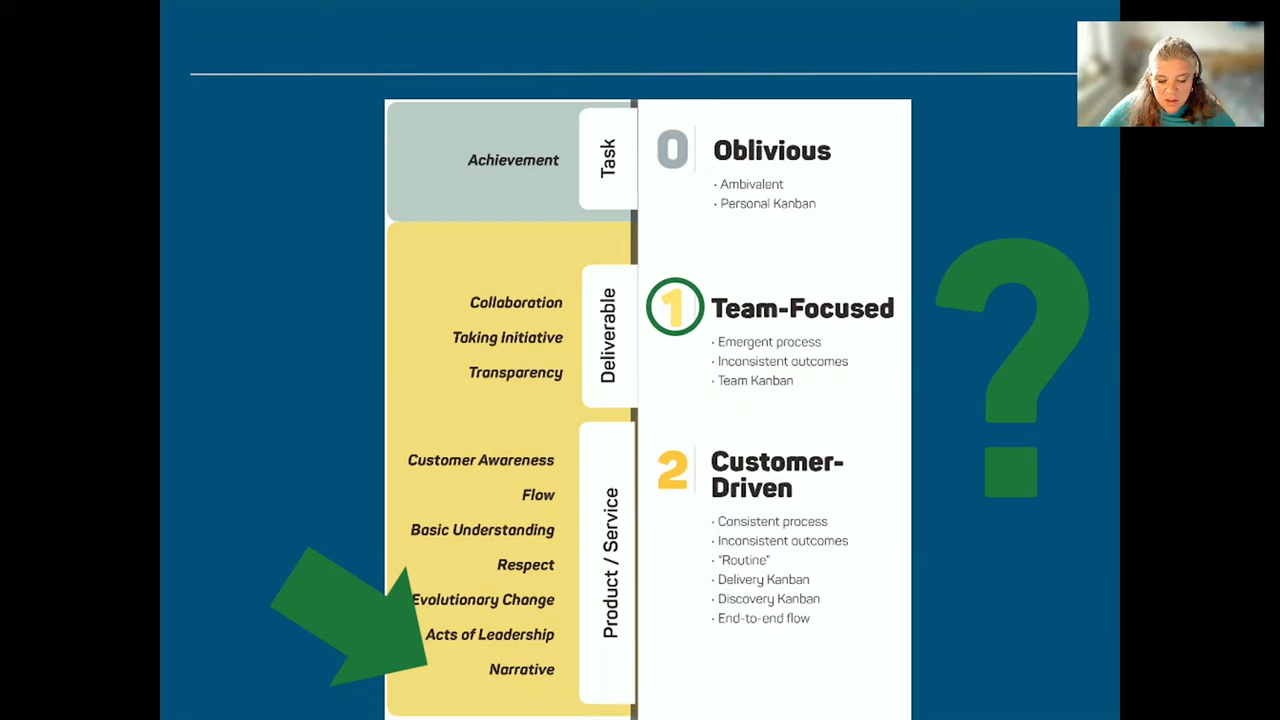 Achievement
Task
0
Oblivious
· Ambivalent
· Personal Kanban
Collaboration
Taking Initiative
Transparency
Deliverable
1
Team-Focused
· Emergent process
· Inconsistent outcomes
· Team Kanban
Customer Awareness
Flow
Basic Understanding
Respect
Evolutionary Change
Acts of Leadership
Narrative
Product / Service
2
Customer-
Driven
· Consistent process
· Inconsistent outcomes
· “Routine”
· Delivery Kanban
· Discovery Kanban
· End-to-end flow
?